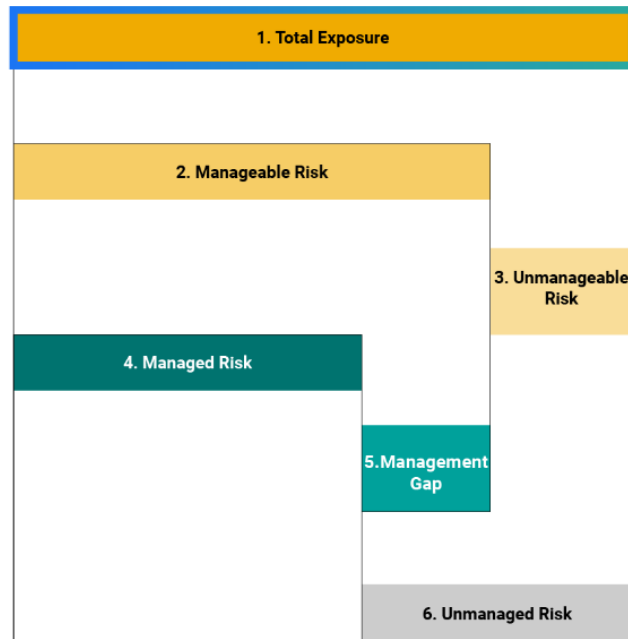 1. Total Exposure
2. Manageable Risk
3. Unmanageable
Risk
4. Managed Risk
5.Management
Gap
6. Unmanaged Risk